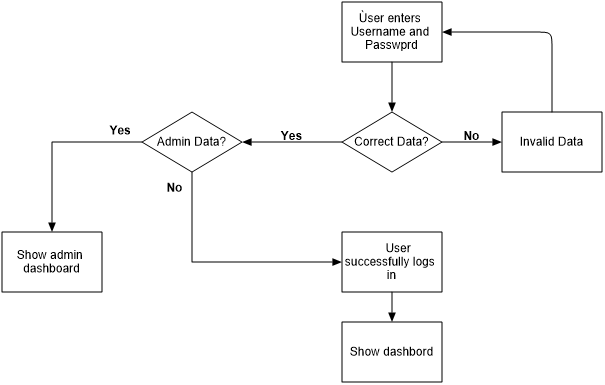 Ùser enters
Username and
Passwprd
Yes
Admin Data?
Yes
Correct Data?
No
Invalid Data
No
Show admin
dashboard
User
successfully logs
in
Show dashbord